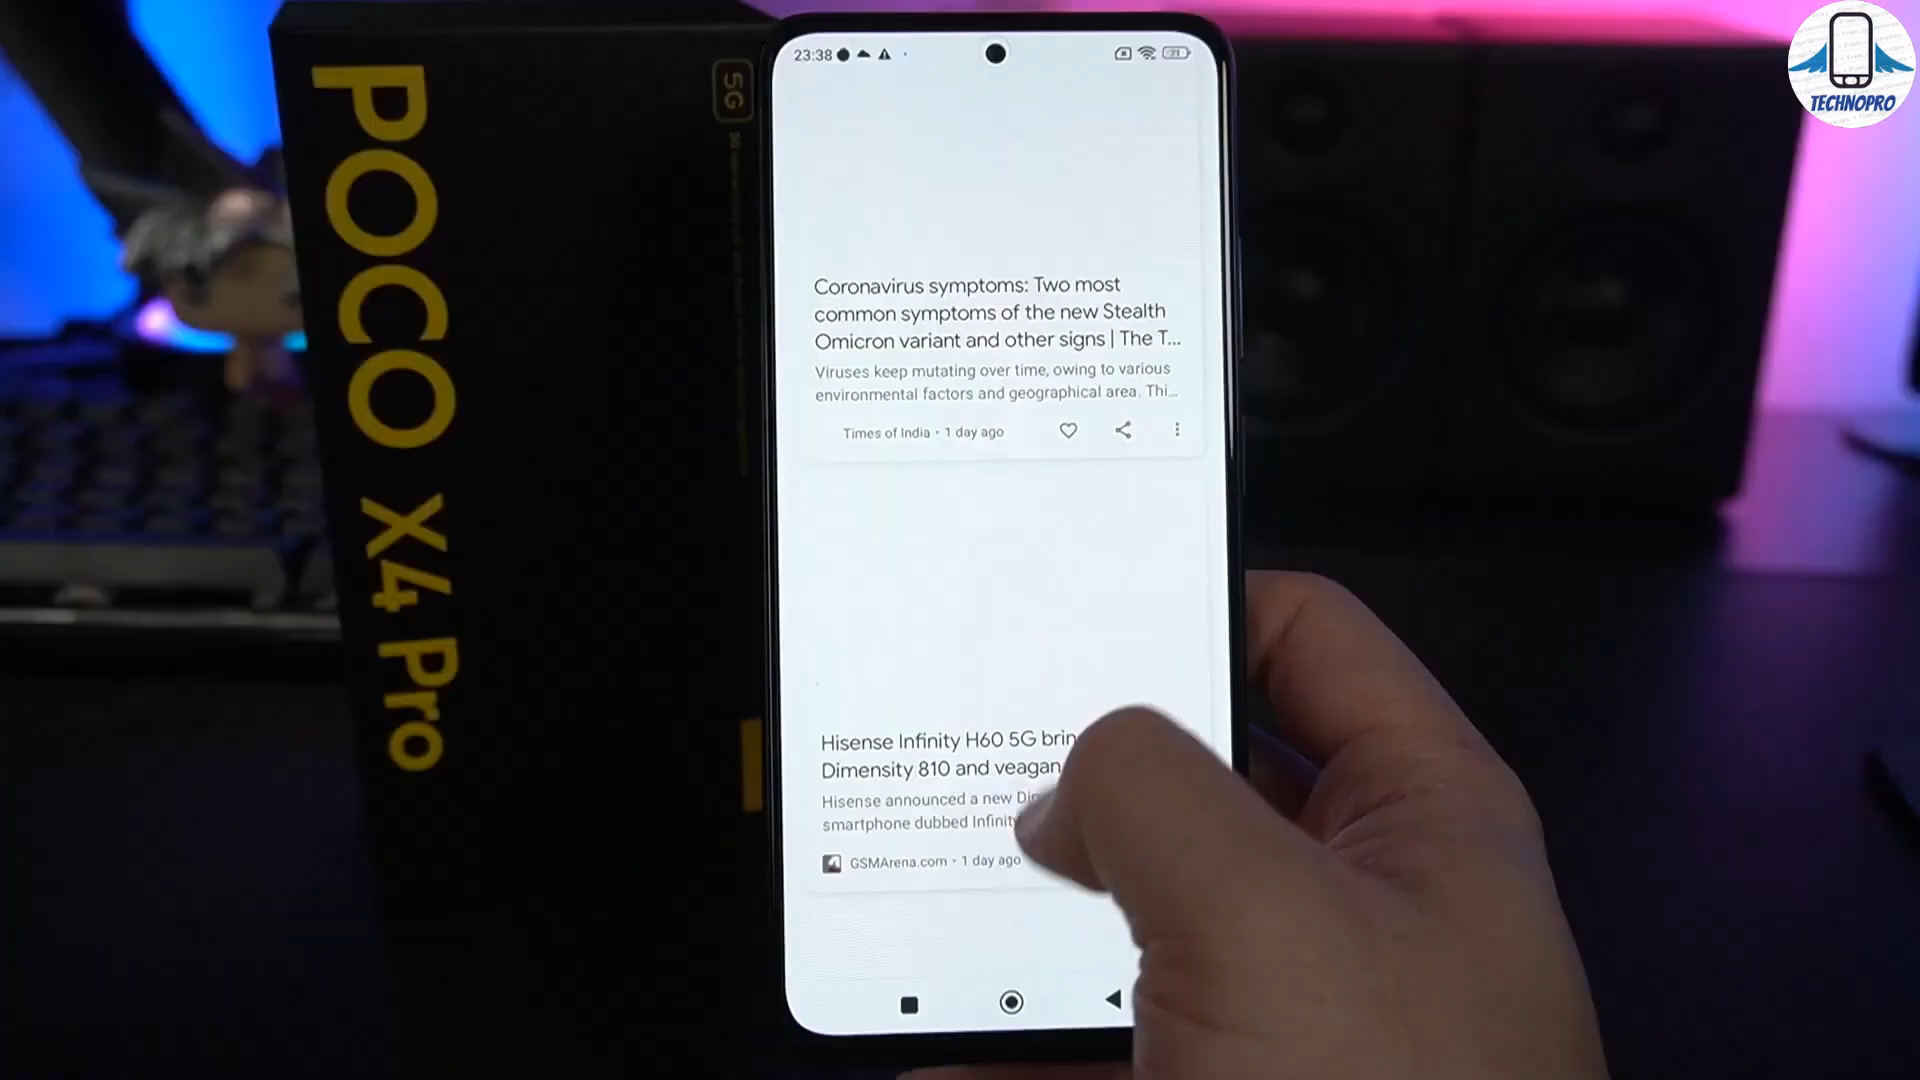 POCO X4 Pro
5G
23:38
71
Coronavirus symptoms: Two most
common symptoms of the new Stealth
Omicron variant and other signs | The T...
Viruses keep mutating over time, owing to various
environmental factors and geographical area. Thi...
Times of India • 1 day ago
Hisense Infinity H60 5G brin
Dimensity 810 and veagan
Hisense announced a new Di
smartphone dubbed Infinity
GSMArena.com • 1 day ago
TECHNOPRO